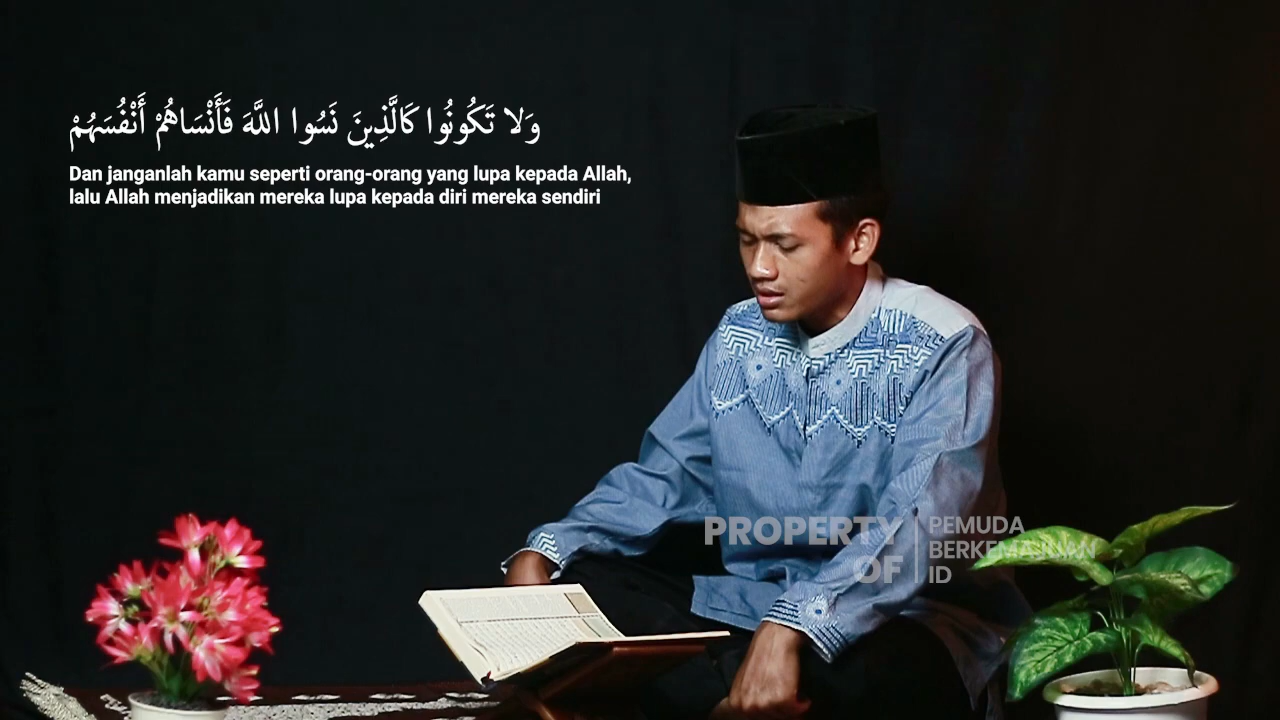 وَلا تَكُونُوا كَالَّذِينَ نَسُوا اللَّهَ فَأَنْسَاهُمْ أَنْفُسَهُمْ
Dan janganlah kamu seperti orang-orang yang lupa kepada Allah,
lalu Allah menjadikan mereka lupa kepada diri mereka sendiri
PROPERTY
OF
PEMUDA
BERKEMAJUAN
ID